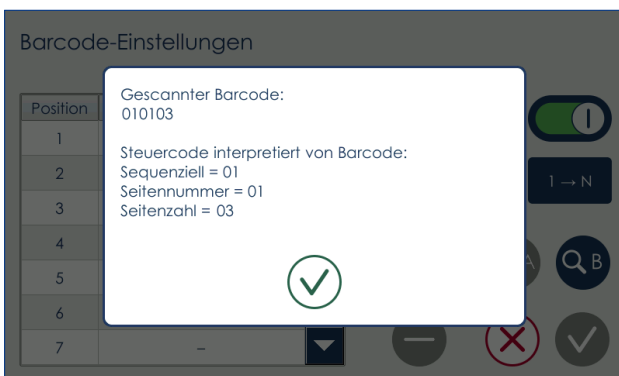 Barcode-Einstellungen
Gescannter Barcode:
010103
Steuercode interpretiert von Barcode:
Sequenziell = 01
Seitennummer = 01
Seitenzahl = 03
Position
1
2
1 → N
3
4
A
B
5
6
7
–